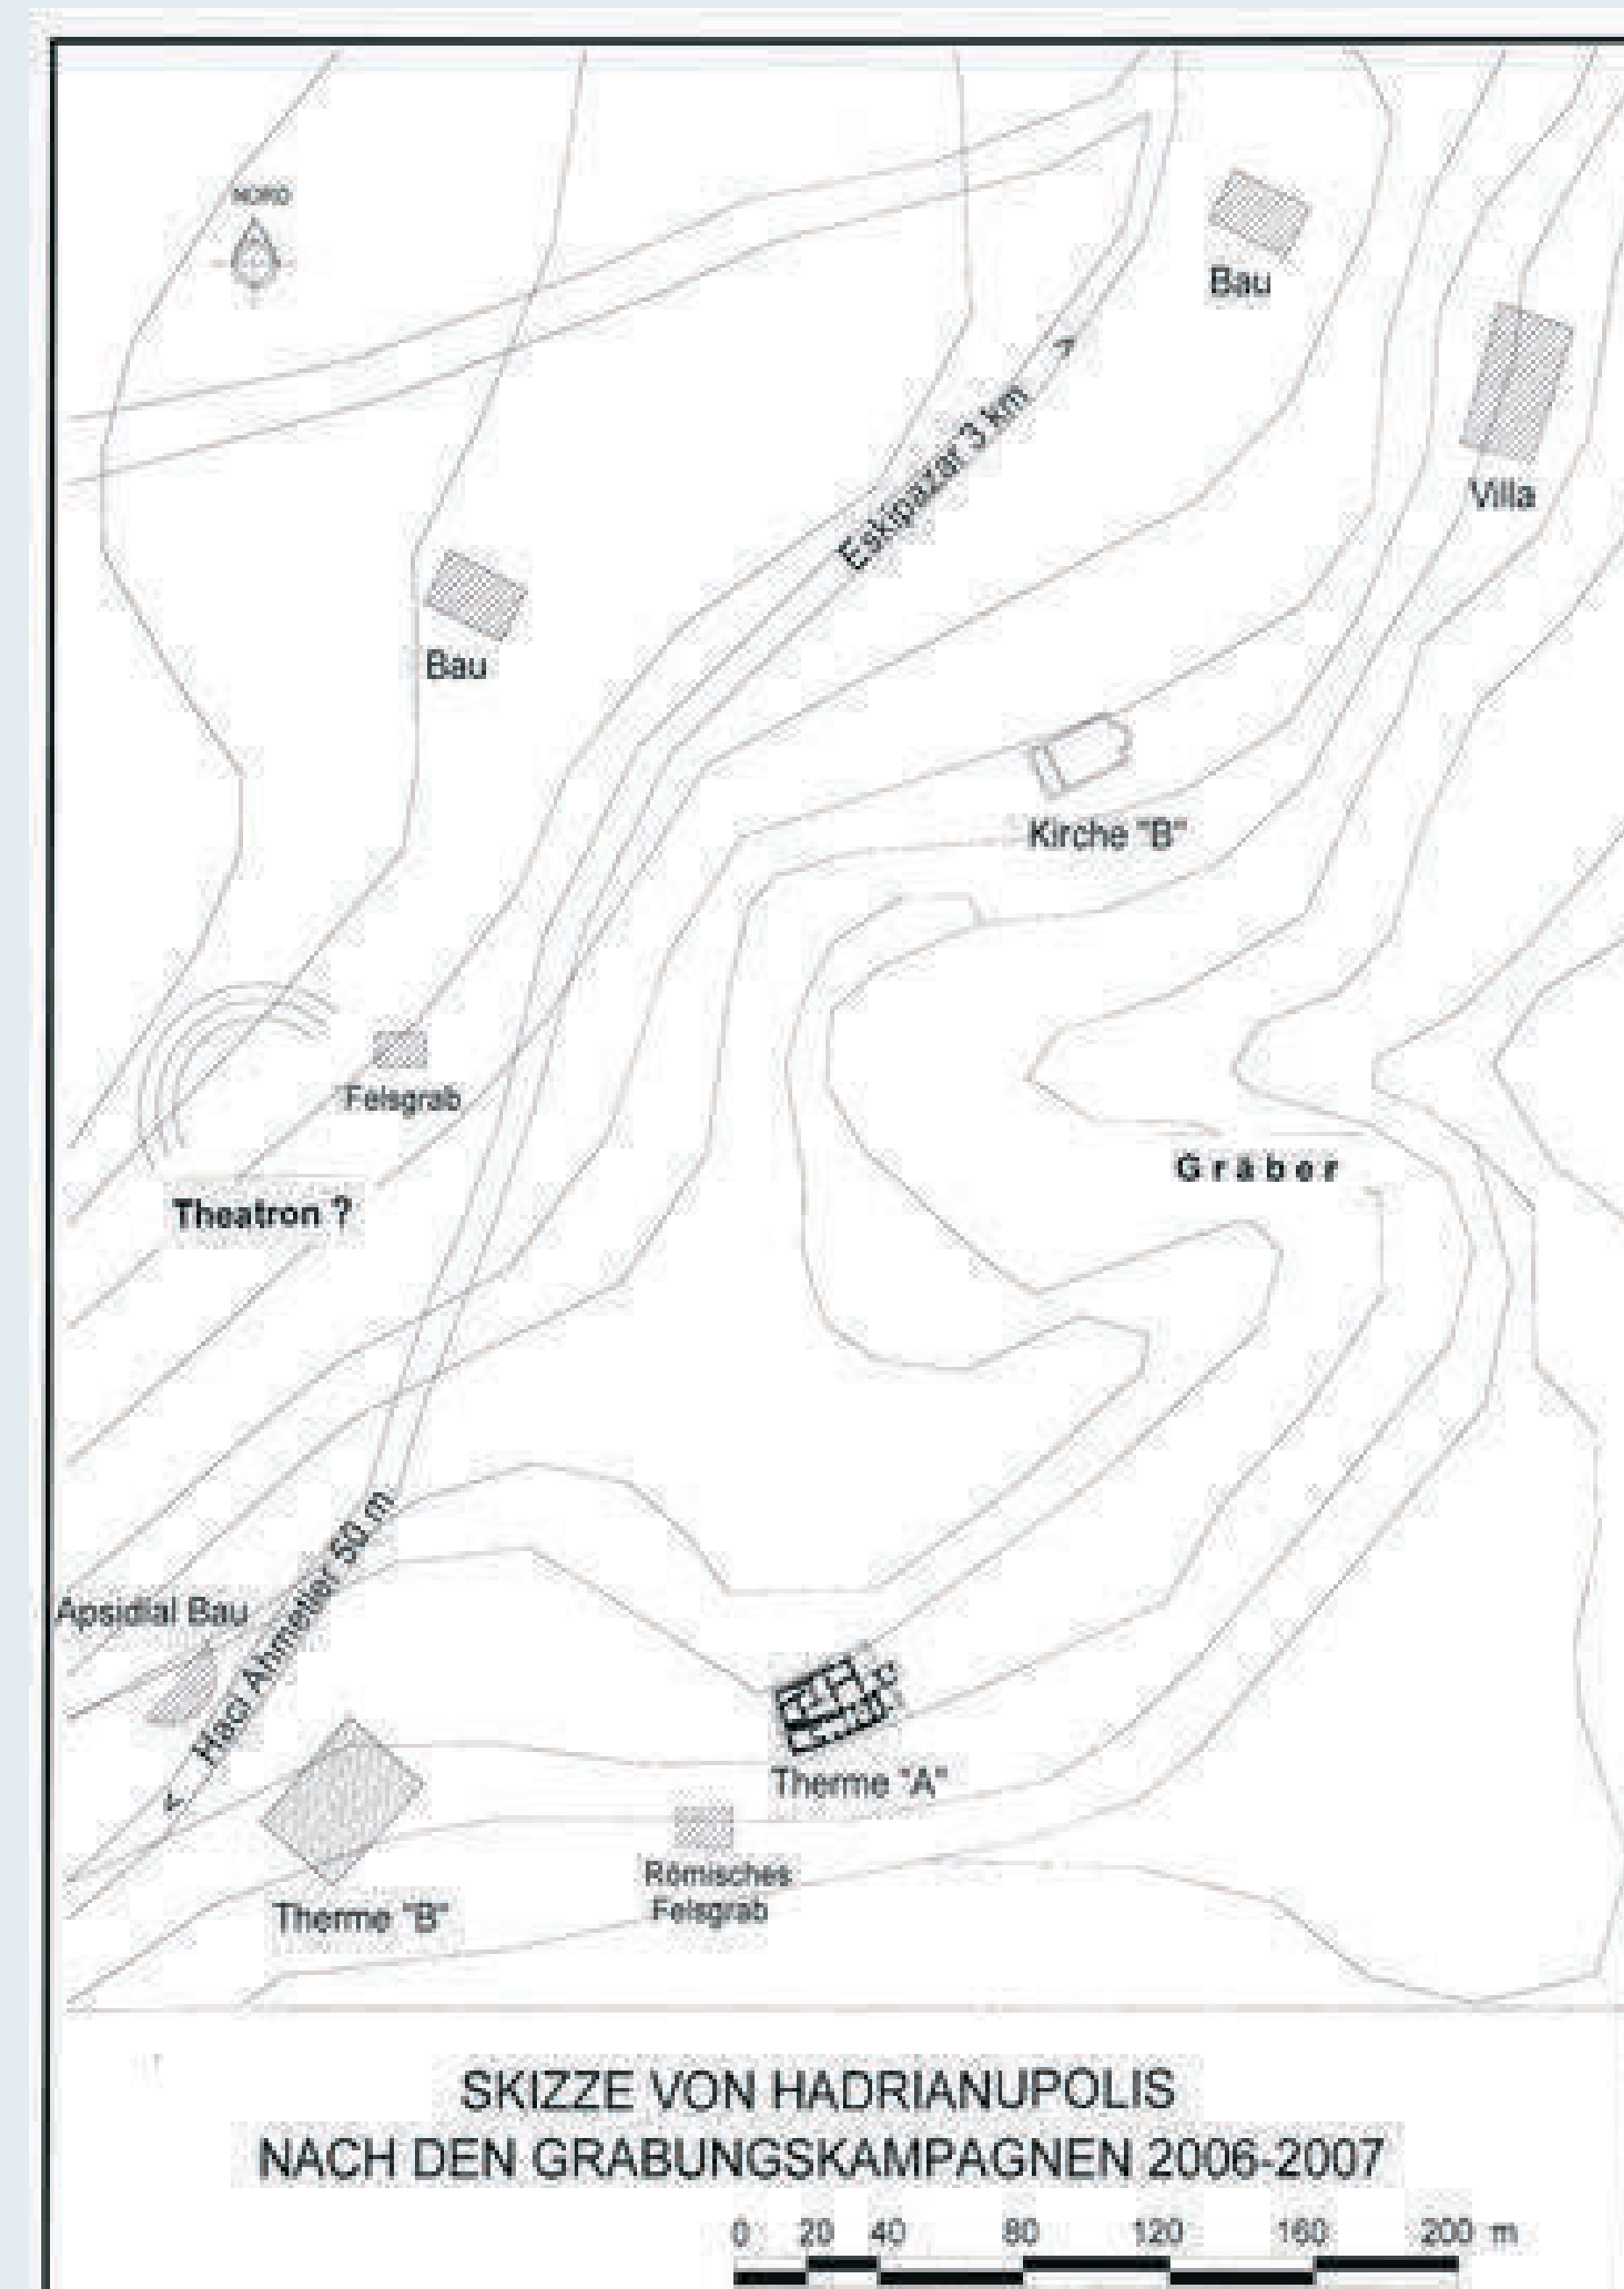 NORD
Bau
Eskipazar 3 km
>
Villa
Bau
Kirche "B"
Felsgrab
Gräber
Theatron ?
Haci Ahmetler 50 m
<
Apsidial Bau
Therme "A"
Römisches
Felsgrab
Therme "B"
SKIZZE VON HADRIANUPOLIS
NACH DEN GRABUNGSKAMPAGNEN 2006-2007
0 20 40 80 120 160 200 m